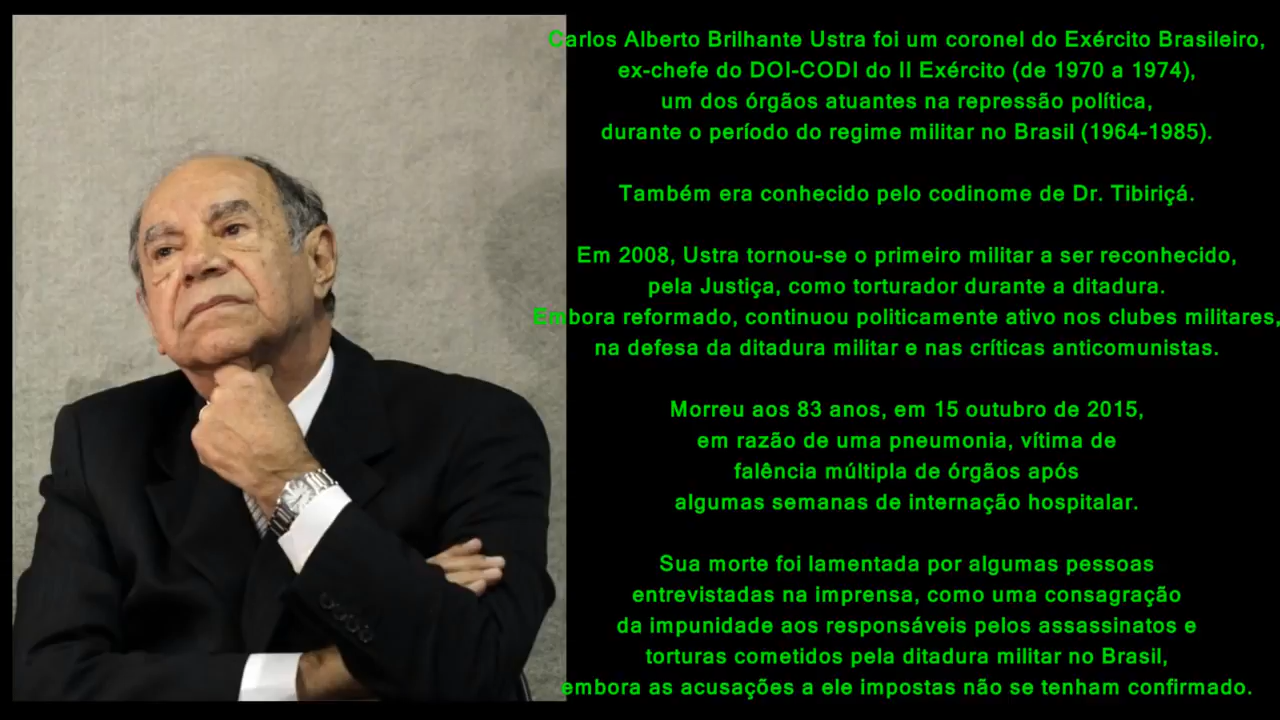 Carlos Alberto Brilhante Ustra foi um coronel do Exército Brasileiro,
ex-chefe do DOI-CODI do II Exército (de 1970 a 1974),
um dos órgãos atuantes na repressão política,
durante o período do regime militar no Brasil (1964-1985).
Também era conhecido pelo codinome de Dr. Tibiriçá.
Em 2008, Ustra tornou-se o primeiro militar a ser reconhecido,
pela Justiça, como torturador durante a ditadura.
Embora reformado, continuou politicamente ativo nos clubes militares,
na defesa da ditadura militar e nas críticas anticomunistas.
Morreu aos 83 anos, em 15 outubro de 2015,
em razão de uma pneumonia, vítima de
falência múltipla de órgãos após
algumas semanas de internação hospitalar.
Sua morte foi lamentada por algumas pessoas
entrevistadas na imprensa, como uma consagração
da impunidade aos responsáveis pelos assassinatos e
torturas cometidos pela ditadura militar no Brasil,
embora as acusações a ele impostas não se tenham confirmado.